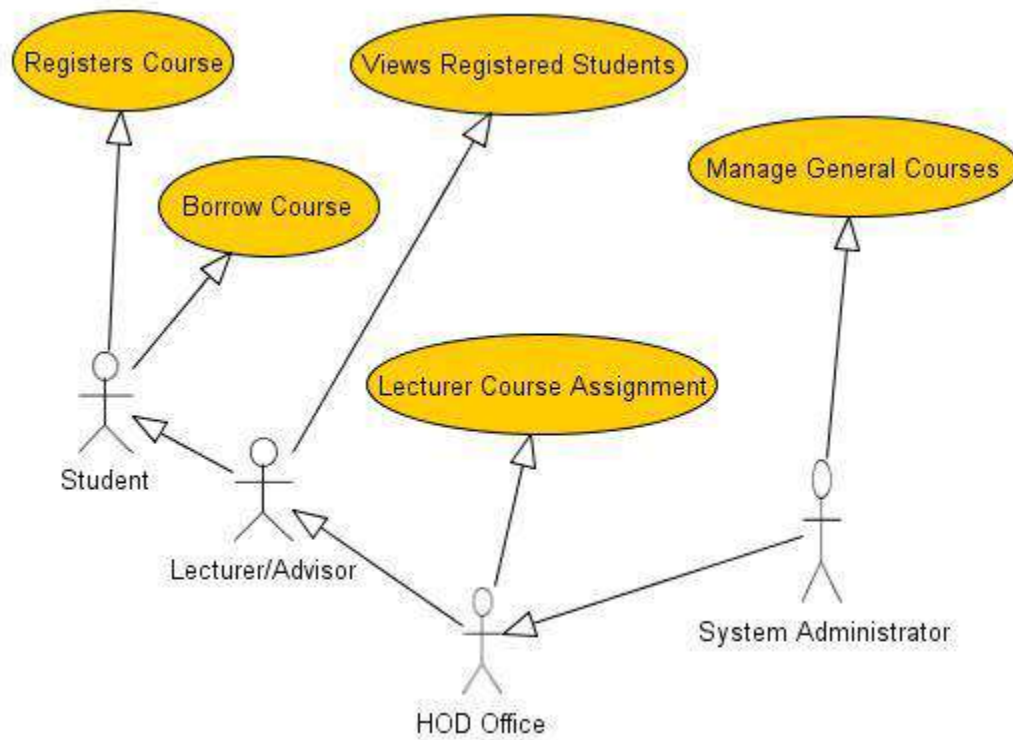 Registers Course
Views Registered Students
Manage General Courses
Borrow Course
Lecturer Course Assignment
Student
Lecturer/Advisor
System Administrator
HOD Office